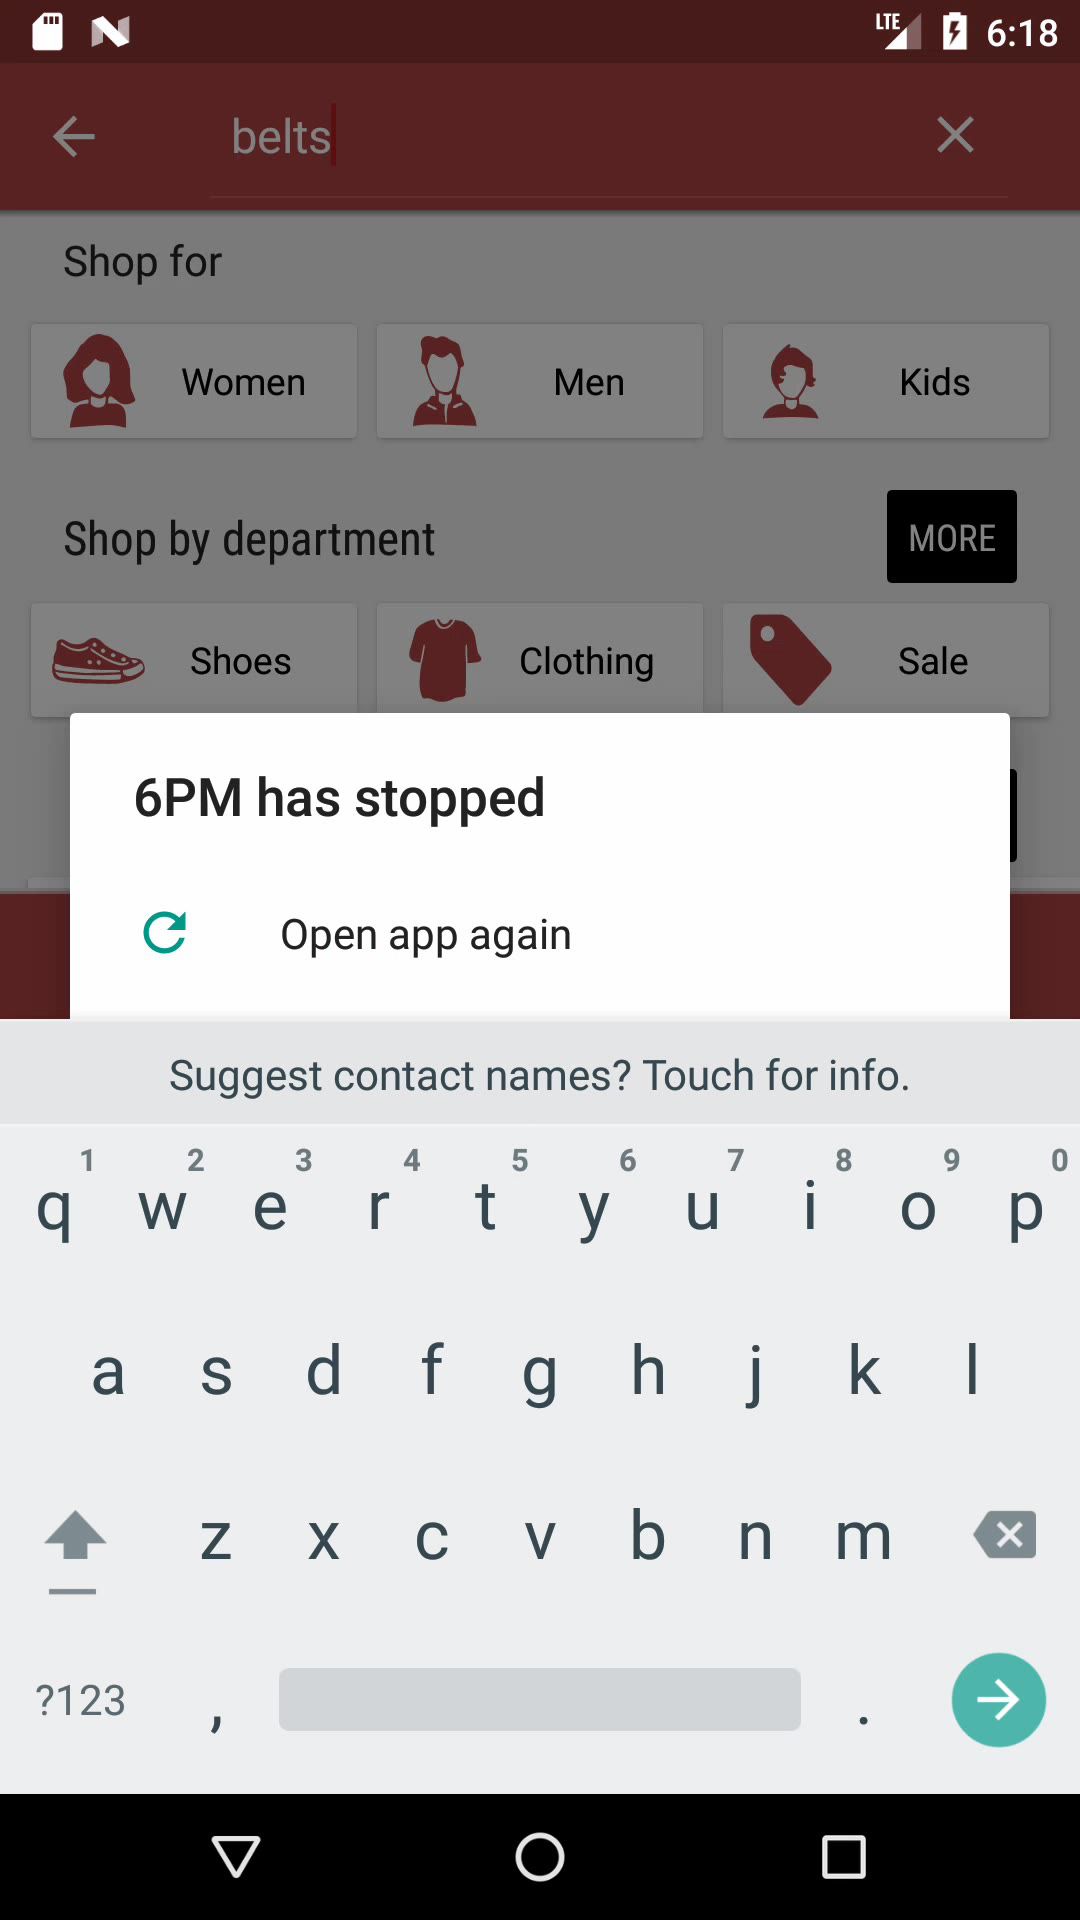 LTE 6:18
belts
Shop for
Women Men Kids
Shop by department MORE
Shoes Clothing Sale
6PM has stopped
Open app again
Suggest contact names? Touch for info.
1 2 3 4 5 6 7 8 9 0
q w e r t y u i o p
a s d f g h j k l
z x c v b n m
?123 , .